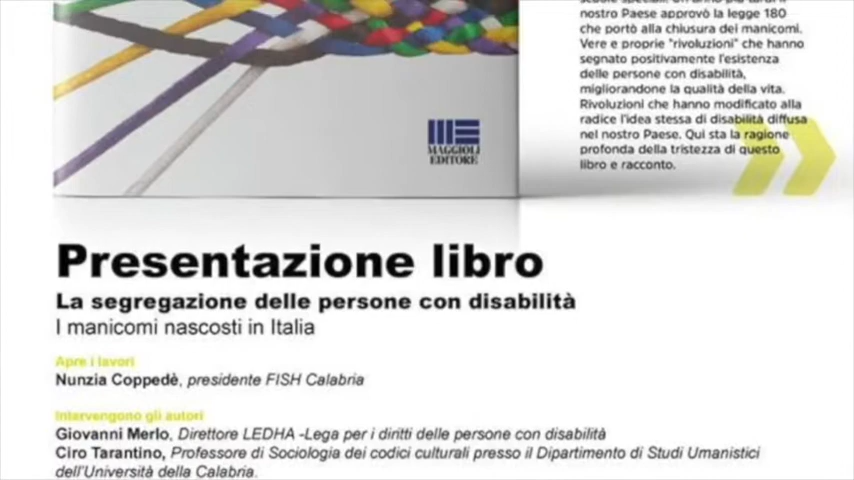 nostro Paese approvò la legge 180
che portò alla chiusura dei manicomi.
Vere e proprie "rivoluzioni" che hanno
segnato positivamente l'esistenza
delle persone con disabilità,
migliorandone la qualità della vita.
Rivoluzioni che hanno modificato alla
radice l'idea stessa di disabilità diffusa
nel nostro Paese. Qui sta la ragione
profonda della tristezza di questo
libro e racconto.
MAGGIOLI
EDITORE
Presentazione libro
La segregazione delle persone con disabilità
I manicomi nascosti in Italia
Apre i lavori
Nunzia Coppedè, presidente FISH Calabria
Intervengono gli autori
Giovanni Merlo, Direttore LEDHA -Lega per i diritti delle persone con disabilità
Ciro Tarantino, Professore di Sociologia dei codici culturali presso il Dipartimento di Studi Umanistici
dell'Università della Calabria.